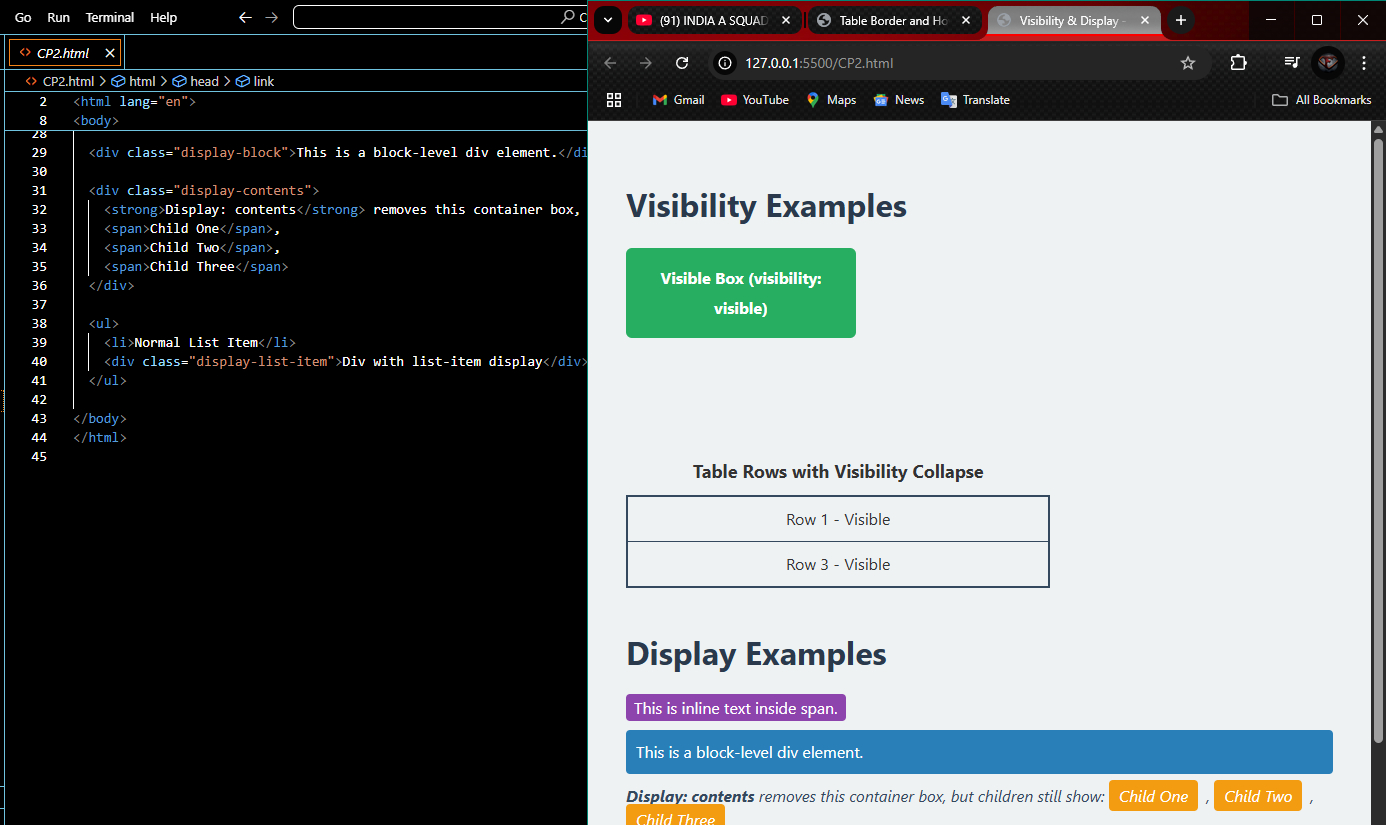 Go Run Terminal Help
CP2.html
CP2.html > html > head > link
2 <html lang="en">
8 <body>
28
29 <div class="display-block">This is a block-level div element.</di
30
31 <div class="display-contents">
32 <strong>Display: contents</strong> removes this container box,
33 <span>Child One</span>,
34 <span>Child Two</span>,
35 <span>Child Three</span>
36 </div>
37
38 <ul>
39 <li>Normal List Item</li>
40 <div class="display-list-item">Div with list-item display</div>
41 </ul>
42
43 </body>
44 </html>
45
(91) INDIA A SQUAD
Table Border and Ho
Visibility & Display -
127.0.0.1:5500/CP2.html
Gmail YouTube Maps News Translate All Bookmarks
Visibility Examples
Visible Box (visibility:
visible)
Table Rows with Visibility Collapse
Row 1 - Visible
Row 3 - Visible
Display Examples
This is inline text inside span.
This is a block-level div element.
Display: contents removes this container box, but children still show: Child One , Child Two ,
Child Three